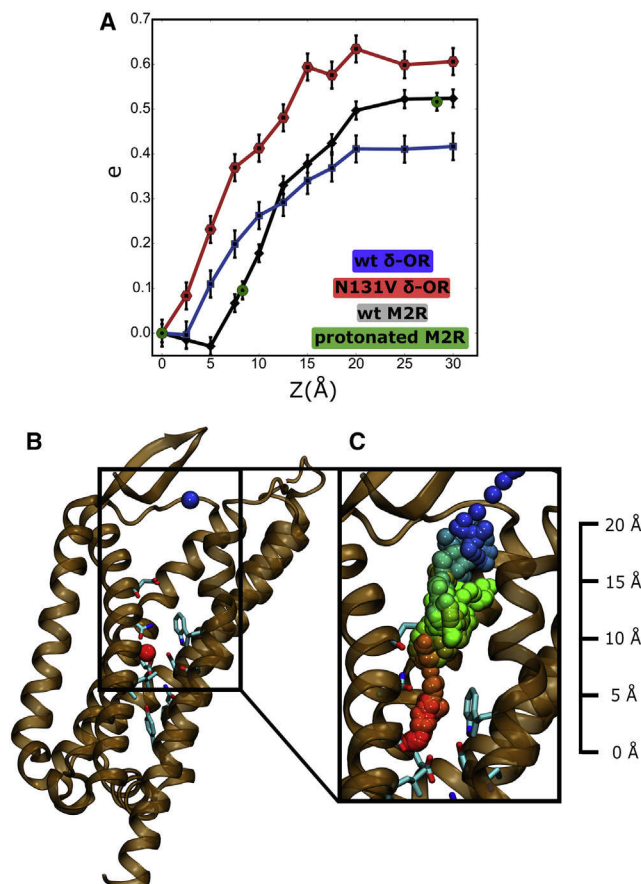 A
0.7
0.6
0.5
0.4
0.3
0.2
0.1
0.0
e
0 5 10 15 20 25 30
Z(Å)
wt δ-OR
N131V δ-OR
wt M2R
protonated M2R
B
C
20 Å
15 Å
10 Å
5 Å
0 Å